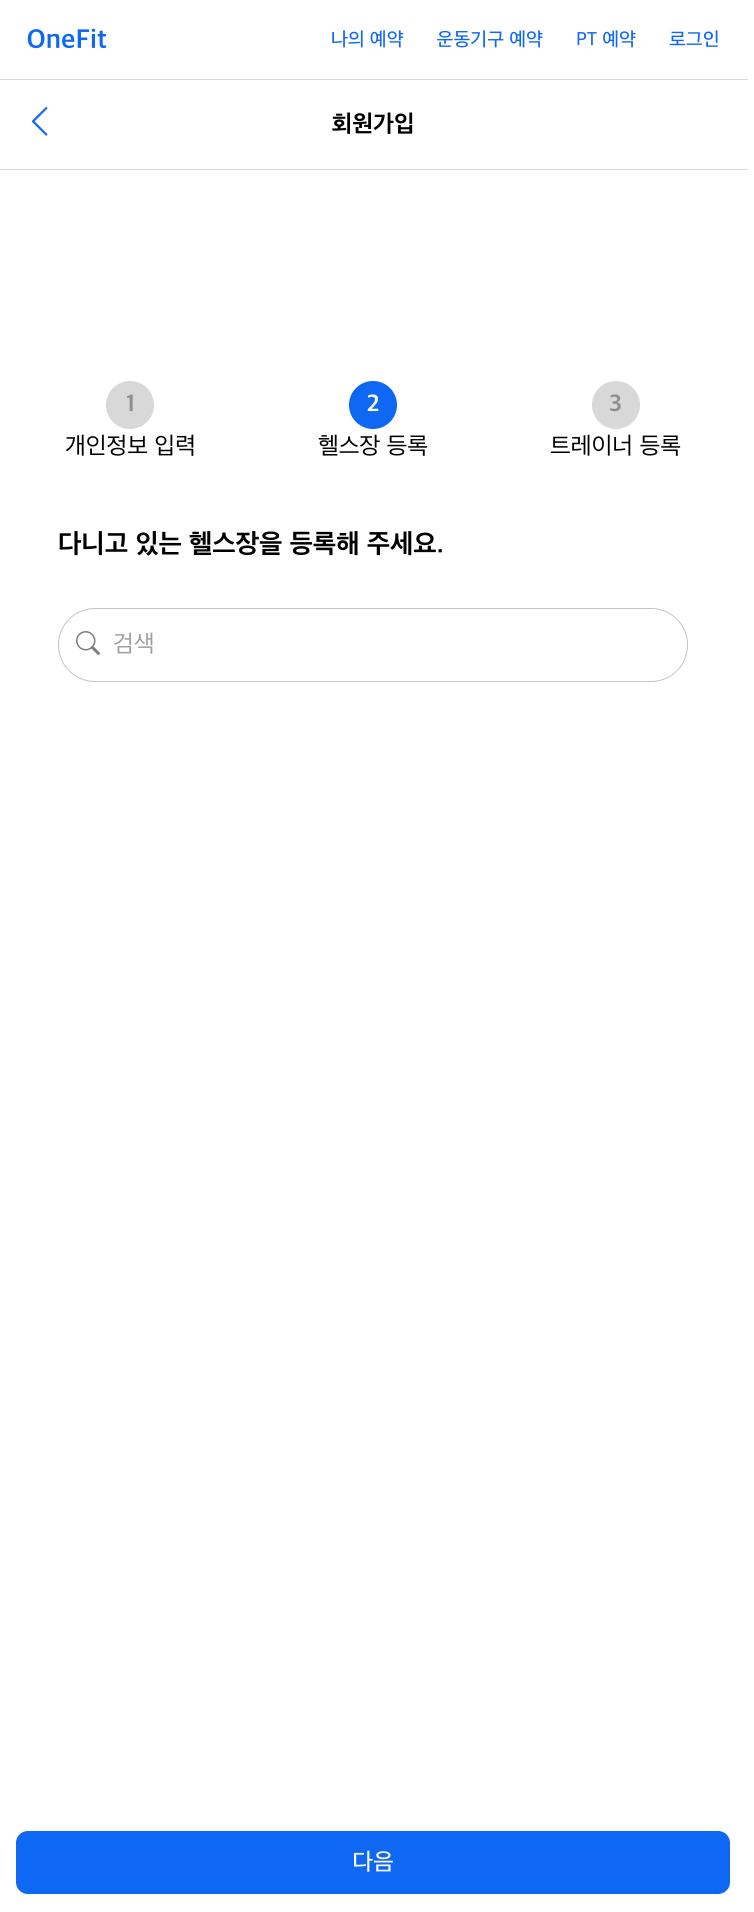 OneFit 나의 예약 운동기구 예약 PT 예약 로그인
회원가입
1 2 3
개인정보 입력 헬스장 등록 트레이너 등록
다니고 있는 헬스장을 등록해 주세요.
검색
다음